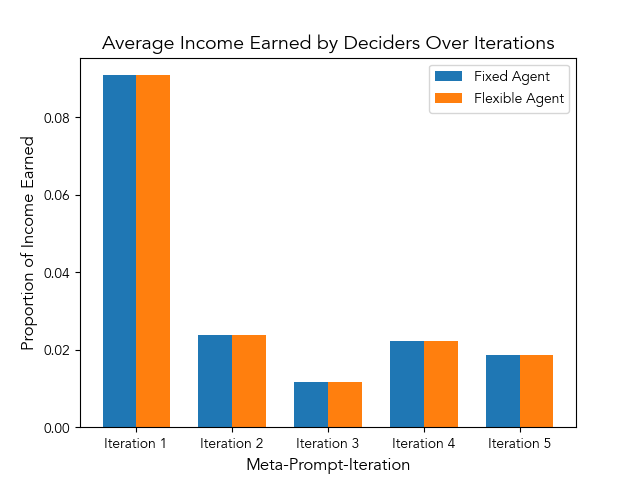 Average Income Earned by Deciders Over Iterations
Fixed Agent
Flexible Agent
Proportion of Income Earned
0.08
0.06
0.04
0.02
0.00
Iteration 1
Iteration 2
Iteration 3
Iteration 4
Iteration 5
Meta-Prompt-Iteration